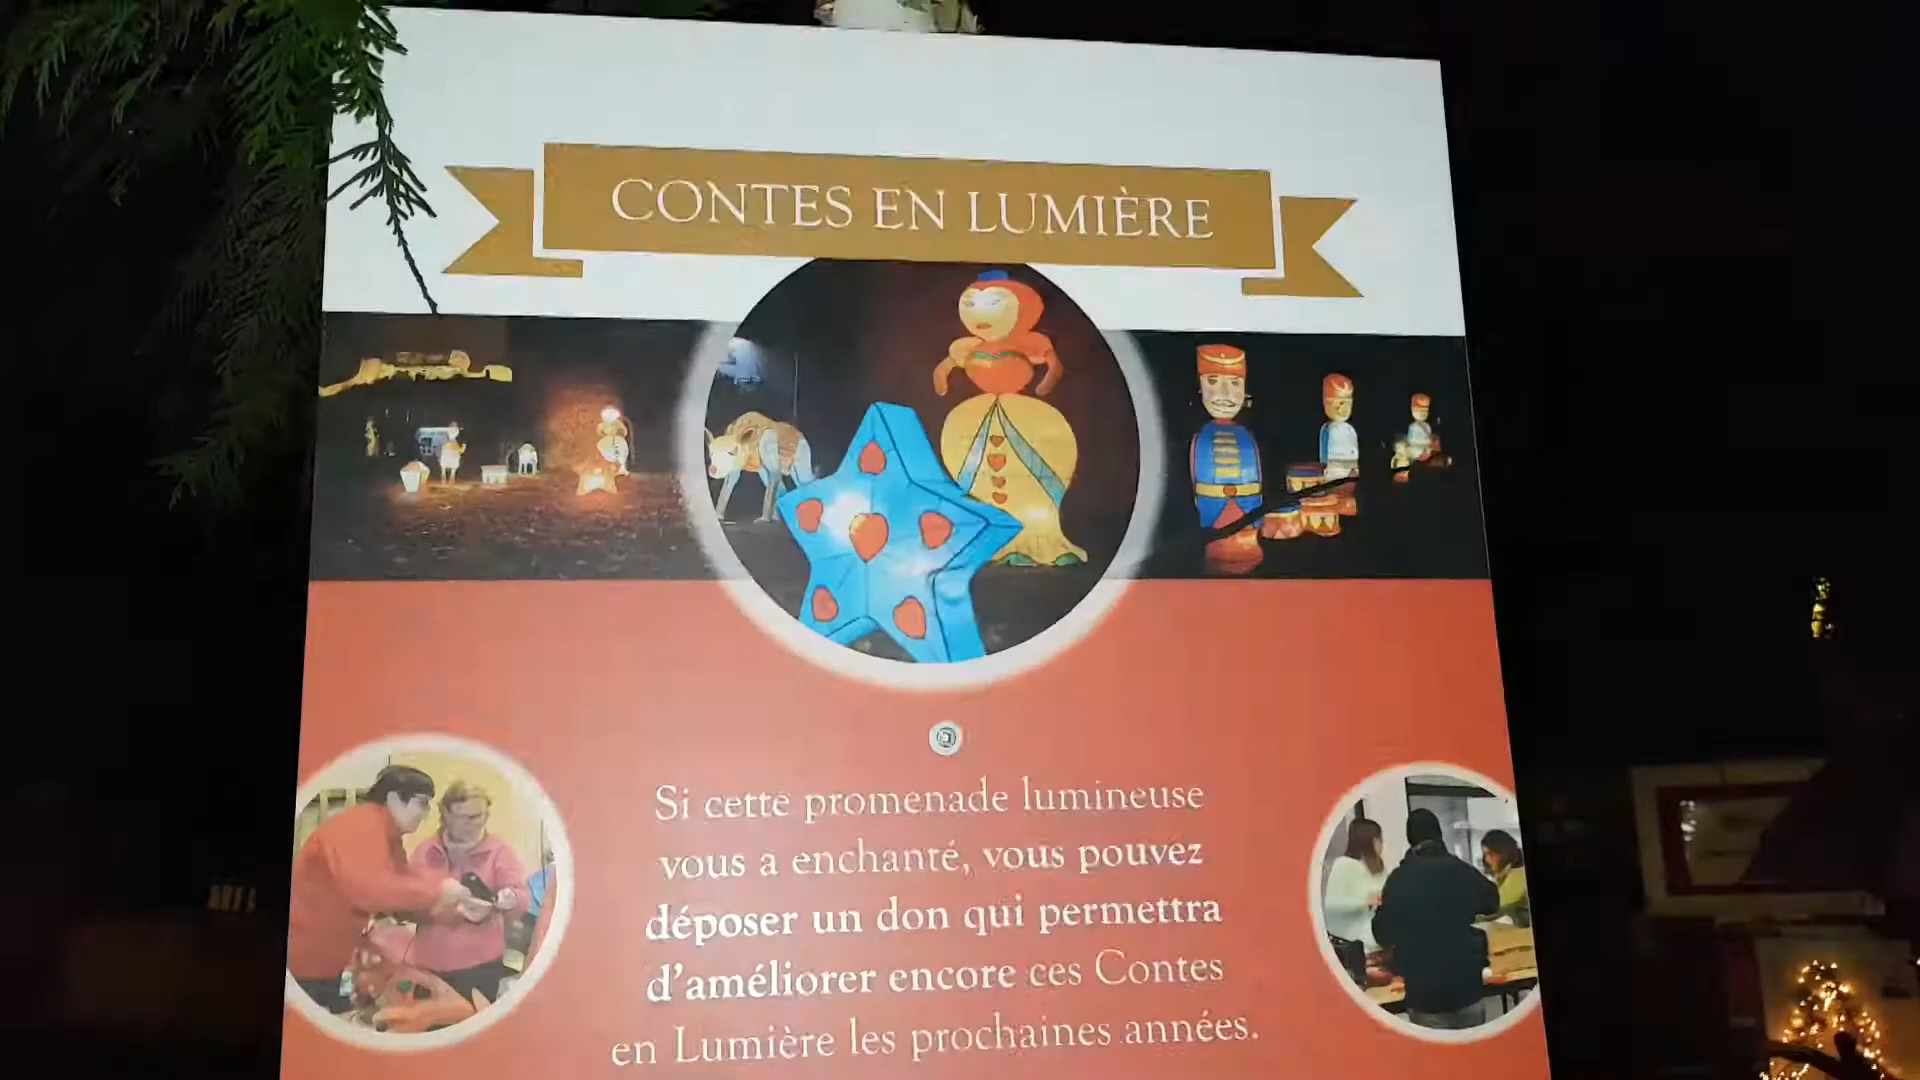 CONTES EN LUMIÈRE
Si cette promenade lumineuse
vous a enchanté, vous pouvez
déposer un don qui permettra
d'améliorer encore ces Contes
en Lumière les prochaines années.